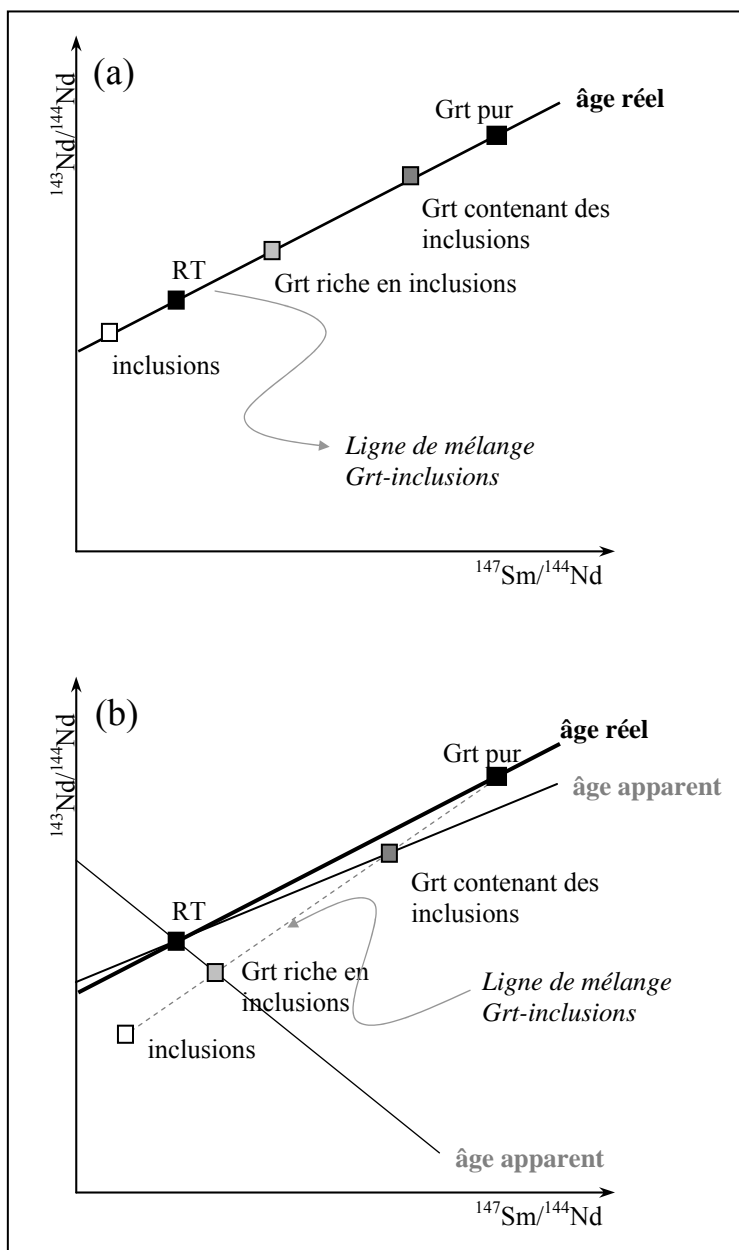 (a)
âge réel
Grt pur
143Nd/144Nd
Grt contenant des
inclusions
RT
Grt riche en inclusions
inclusions
Ligne de mélange
Grt-inclusions
147Sm/144Nd
(b)
âge réel
Grt pur
143Nd/144Nd
âge apparent
Grt contenant des
inclusions
RT
Grt riche en
inclusions
Ligne de mélange
Grt-inclusions
inclusions
âge apparent
147Sm/144Nd